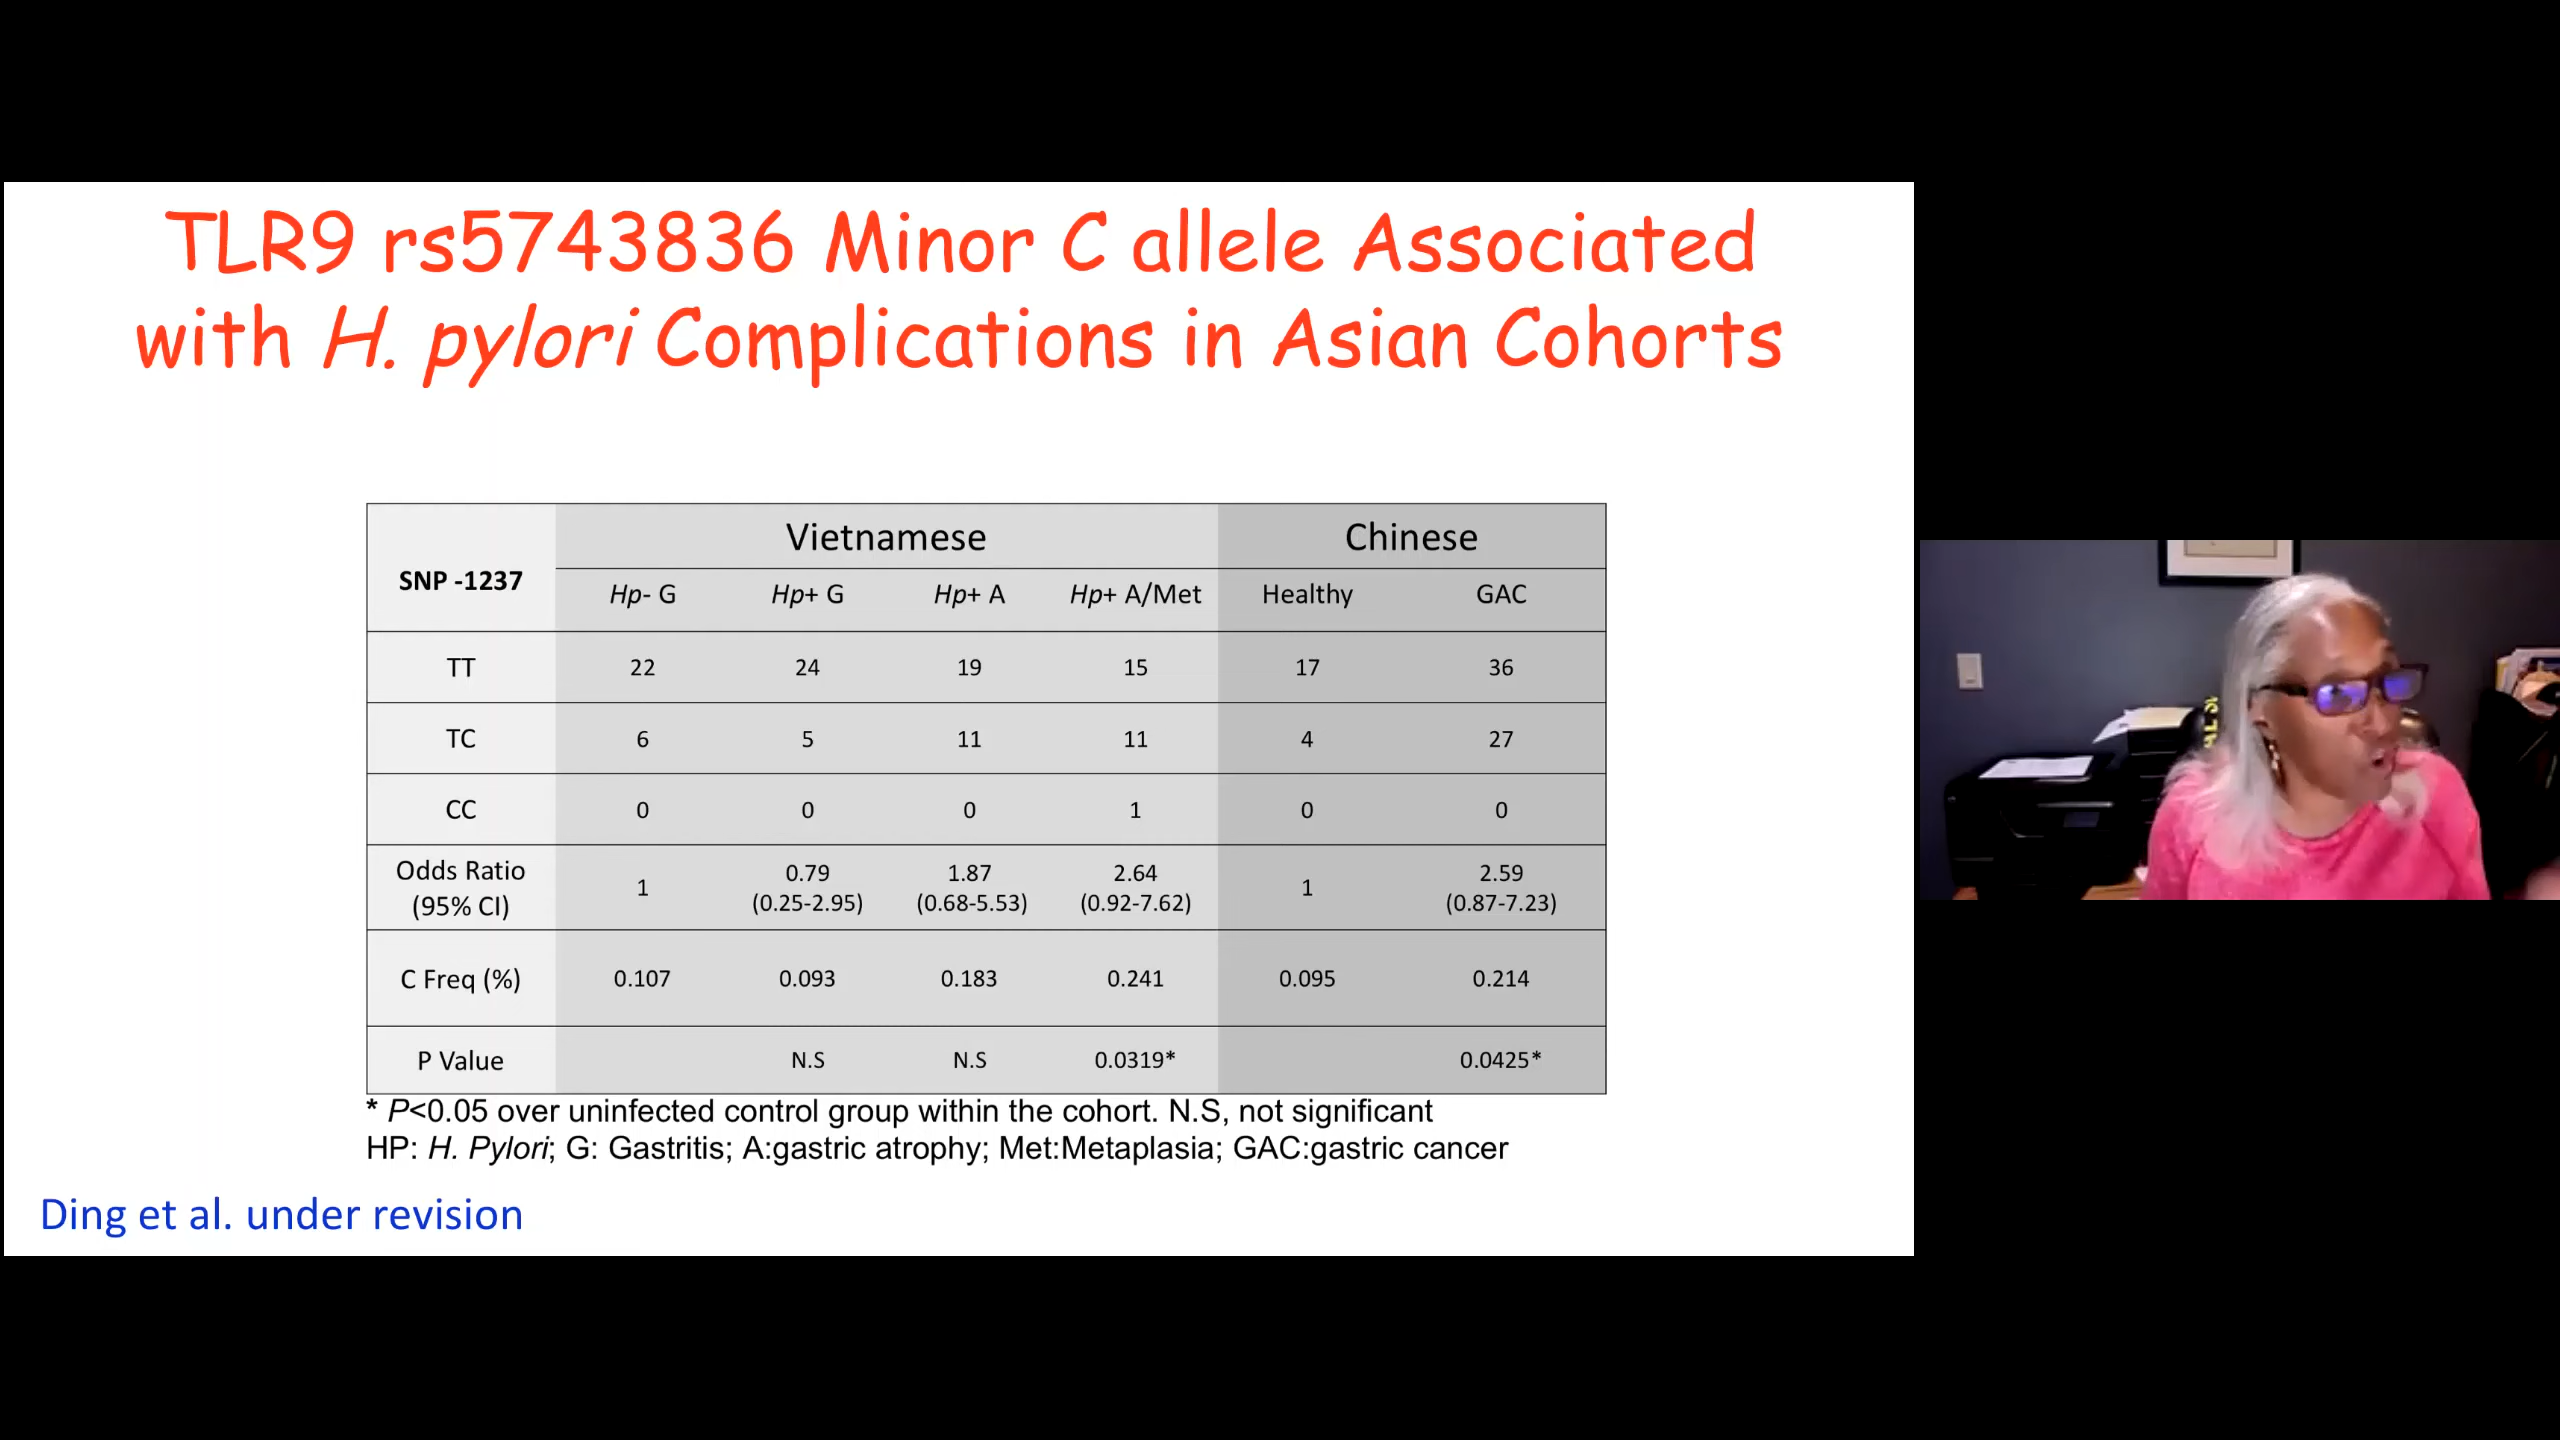 TLR9 rs5743836 Minor C allele Associated
with H. pylori Complications in Asian Cohorts
SNP -1237 Vietnamese Chinese
Hp- G Hp+ G Hp+ A Hp+ A/Met Healthy GAC
TT 22 24 19 15 17 36
TC 6 5 11 11 4 27
CC 0 0 0 1 0 0
Odds Ratio (95% CI) 1 0.79 (0.25-2.95) 1.87 (0.68-5.53) 2.64 (0.92-7.62) 1 2.59 (0.87-7.23)
C Freq (%) 0.107 0.093 0.183 0.241 0.095 0.214
P Value N.S N.S 0.0319* 0.0425*
* P<0.05 over uninfected control group within the cohort. N.S, not significant
HP: H. Pylori; G: Gastritis; A:gastric atrophy; Met:Metaplasia; GAC:gastric cancer
Ding et al. under revision